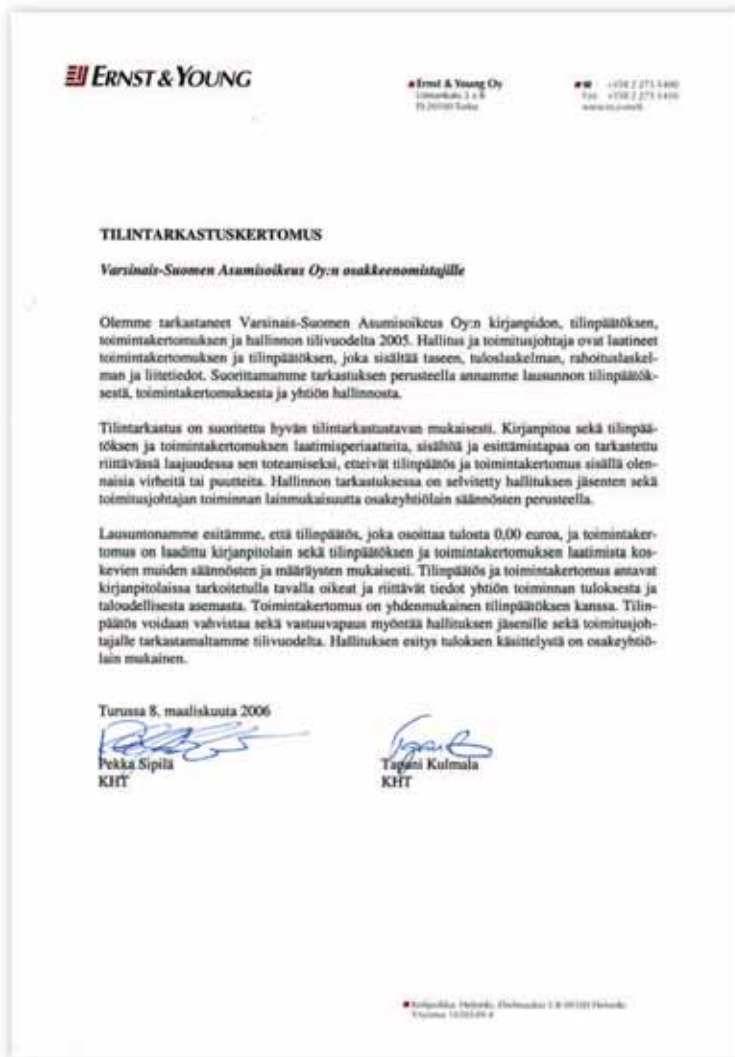 ERNST & YOUNG
Ernst & Young Oy
TILINTARKASTUSKERTOMUS
Varsinais-Suomen Asumisoikeus Oy:n osakkeenomistajille
Olemme tarkastaneet Varsinais-Suomen Asumisoikeus Oy:n kirjanpidon, tilinpäätöksen,
toimintakertomuksen ja hallinnon tilivuodelta 2005. Hallitus ja toimitusjohtaja ovat laatineet
toimintakertomuksen ja tilinpäätöksen, joka sisältää taseen, tuloslaskelman, rahoituslaskel-
man ja liitetiedot. Suorittamamme tarkastuksen perusteella annamme lausunnon tilinpäätök-
sestä, toimintakertomuksesta ja yhtiön hallinnosta.
Tilintarkastus on suoritettu hyvän tilintarkastustavan mukaisesti. Kirjanpitoa sekä tilinpää-
töksen ja toimintakertomuksen laatimisperiaatteita, sisältöä ja esittämistapaa on tarkastettu
riittävässä laajuudessa sen toteamiseksi, etteivät tilinpäätös ja toimintakertomus sisällä olen-
naisia virheitä tai puutteita. Hallinnon tarkastuksessa on selvitetty hallituksen jäsenten sekä
toimitusjohtajan toiminnan lainmukaisuutta osakeyhtiölain säännösten perusteella.
Lausuntonamme esitämme, että tilinpäätös, joka osoittaa tulosta 0,00 euroa, ja toimintaker-
tomus on laadittu kirjanpitolain sekä tilinpäätöksen ja toimintakertomuksen laatimista kos-
kevien muiden säännösten ja määräysten mukaisesti. Tilinpäätös ja toimintakertomus antavat
kirjanpitolaissa tarkoitetulla tavalla oikeat ja riittävät tiedot yhtiön toiminnan tuloksesta ja
taloudellisesta asemasta. Toimintakertomus on yhdenmukainen tilinpäätöksen kanssa. Tilin-
päätös voidaan vahvistaa sekä vastuuvapaus myöntää hallituksen jäsenille sekä toimitusjoh-
tajalle tarkastamaltamme tilivuodelta. Hallituksen esitys tuloksen käsittelystä on osakeyhtiö-
lain mukainen.
Turussa 8. maaliskuuta 2006
Pekka Sipilä
KHT
Tapani Kulmala
KHT